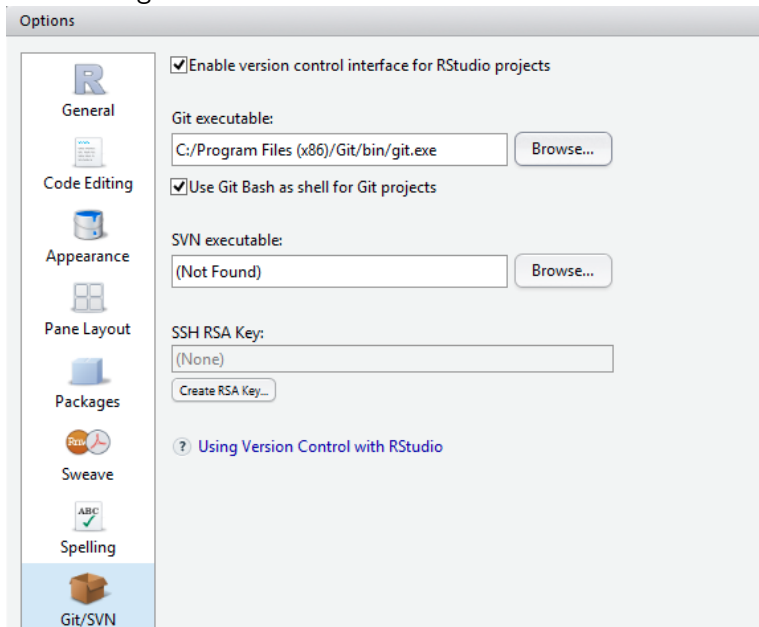 Options
R
General
Code Editing
Appearance
Pane Layout
Packages
Rnw
Sweave
ABC
Spelling
Git/SVN
Enable version control interface for RStudio projects
Git executable:
C:/Program Files (x86)/Git/bin/git.exe
Browse...
Use Git Bash as shell for Git projects
SVN executable:
(Not Found)
Browse...
SSH RSA Key:
(None)
Create RSA Key...
? Using Version Control with RStudio